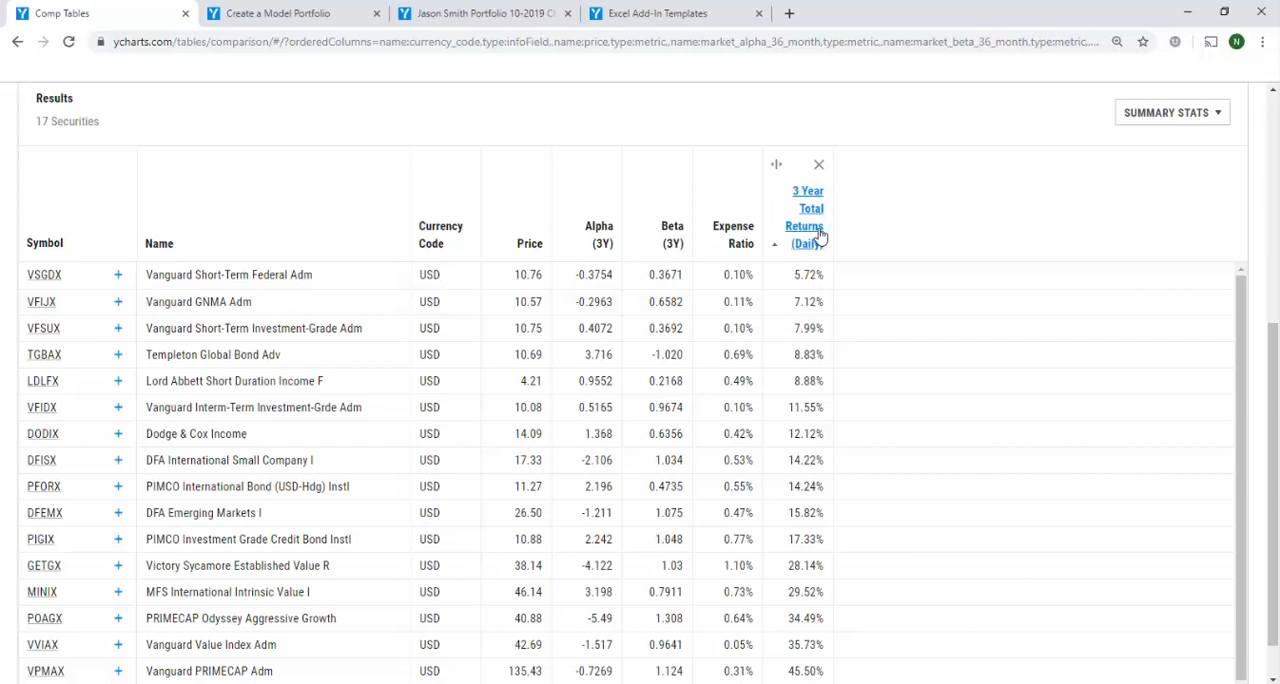 Comp Tables
Create a Model Portfolio
Jason Smith Portfolio 10-2019 Cl
Excel Add-In Templates
ycharts.com/tables/comparison/#/?orderedColumns=name:currency_code,type:infoField,,name:price,type:metric,,name:market_alpha_36_month,type:metric,,name:market_beta_36_month,type:metric,,...
N
Results
17 Securities
SUMMARY STATS
Symbol Name Currency Code Price Alpha (3Y) Beta (3Y) Expense Ratio 3 Year Total Returns (Daily)
VSGDX + Vanguard Short-Term Federal Adm USD 10.76 -0.3754 0.3671 0.10% 5.72%
VFIJX + Vanguard GNMA Adm USD 10.57 -0.2963 0.6582 0.11% 7.12%
VFSUX + Vanguard Short-Term Investment-Grade Adm USD 10.75 0.4072 0.3692 0.10% 7.99%
TGBAX + Templeton Global Bond Adv USD 10.69 3.716 -1.020 0.69% 8.83%
LDLFX + Lord Abbett Short Duration Income F USD 4.21 0.9552 0.2168 0.49% 8.88%
VFIDX + Vanguard Interm-Term Investment-Grde Adm USD 10.08 0.5165 0.9674 0.10% 11.55%
DODIX + Dodge & Cox Income USD 14.09 1.368 0.6356 0.42% 12.12%
DFISX + DFA International Small Company I USD 17.33 -2.106 1.034 0.53% 14.22%
PFORX + PIMCO International Bond (USD-Hdg) Instl USD 11.27 2.196 0.4735 0.55% 14.24%
DFEMX + DFA Emerging Markets I USD 26.50 -1.211 1.075 0.47% 15.82%
PIGIX + PIMCO Investment Grade Credit Bond Instl USD 10.88 2.242 1.048 0.77% 17.33%
GETGX + Victory Sycamore Established Value R USD 38.14 -4.122 1.03 1.10% 28.14%
MINIX + MFS International Intrinsic Value I USD 46.14 3.198 0.7911 0.73% 29.52%
POAGX + PRIMECAP Odyssey Aggressive Growth USD 40.88 -5.49 1.308 0.64% 34.49%
VVIAX + Vanguard Value Index Adm USD 42.69 -1.517 0.9641 0.05% 35.73%
VPMAX + Vanguard PRIMECAP Adm USD 135.43 -0.7269 1.124 0.31% 45.50%